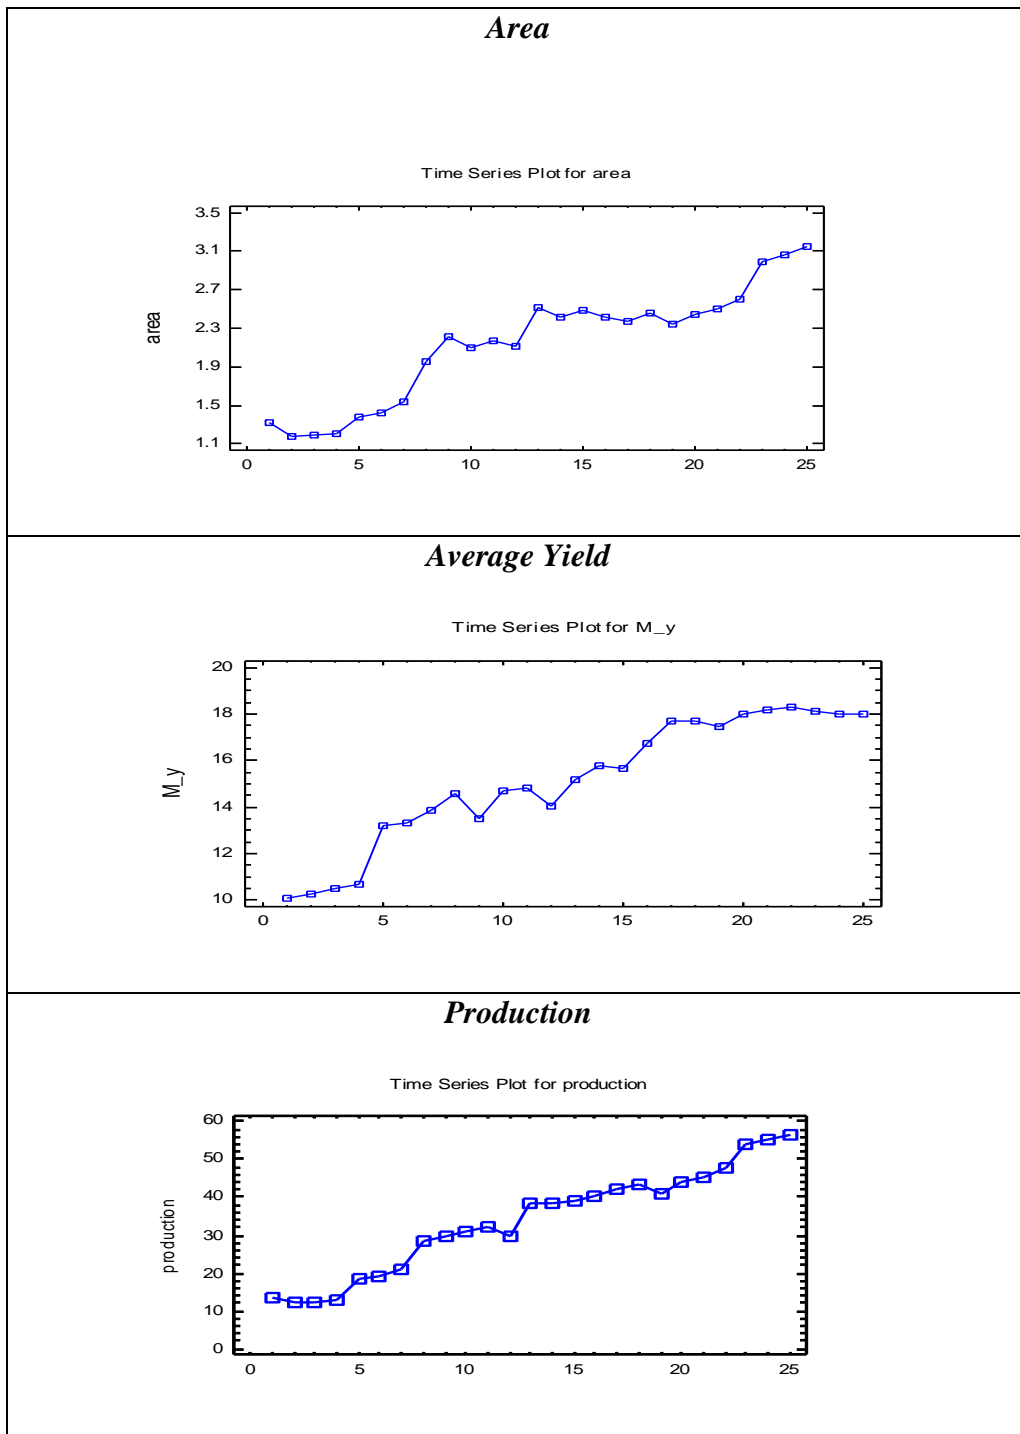 Area
Time Series Plot for area
3.5
3.1
2.7
2.3
1.9
1.5
1.1
area
0 5 10 15 20 25
Average Yield
Time Series Plot for M_y
20
18
16
14
12
10
M_y
0 5 10 15 20 25
Production
Time Series Plot for production
60
50
40
30
20
10
0
production
0 5 10 15 20 25